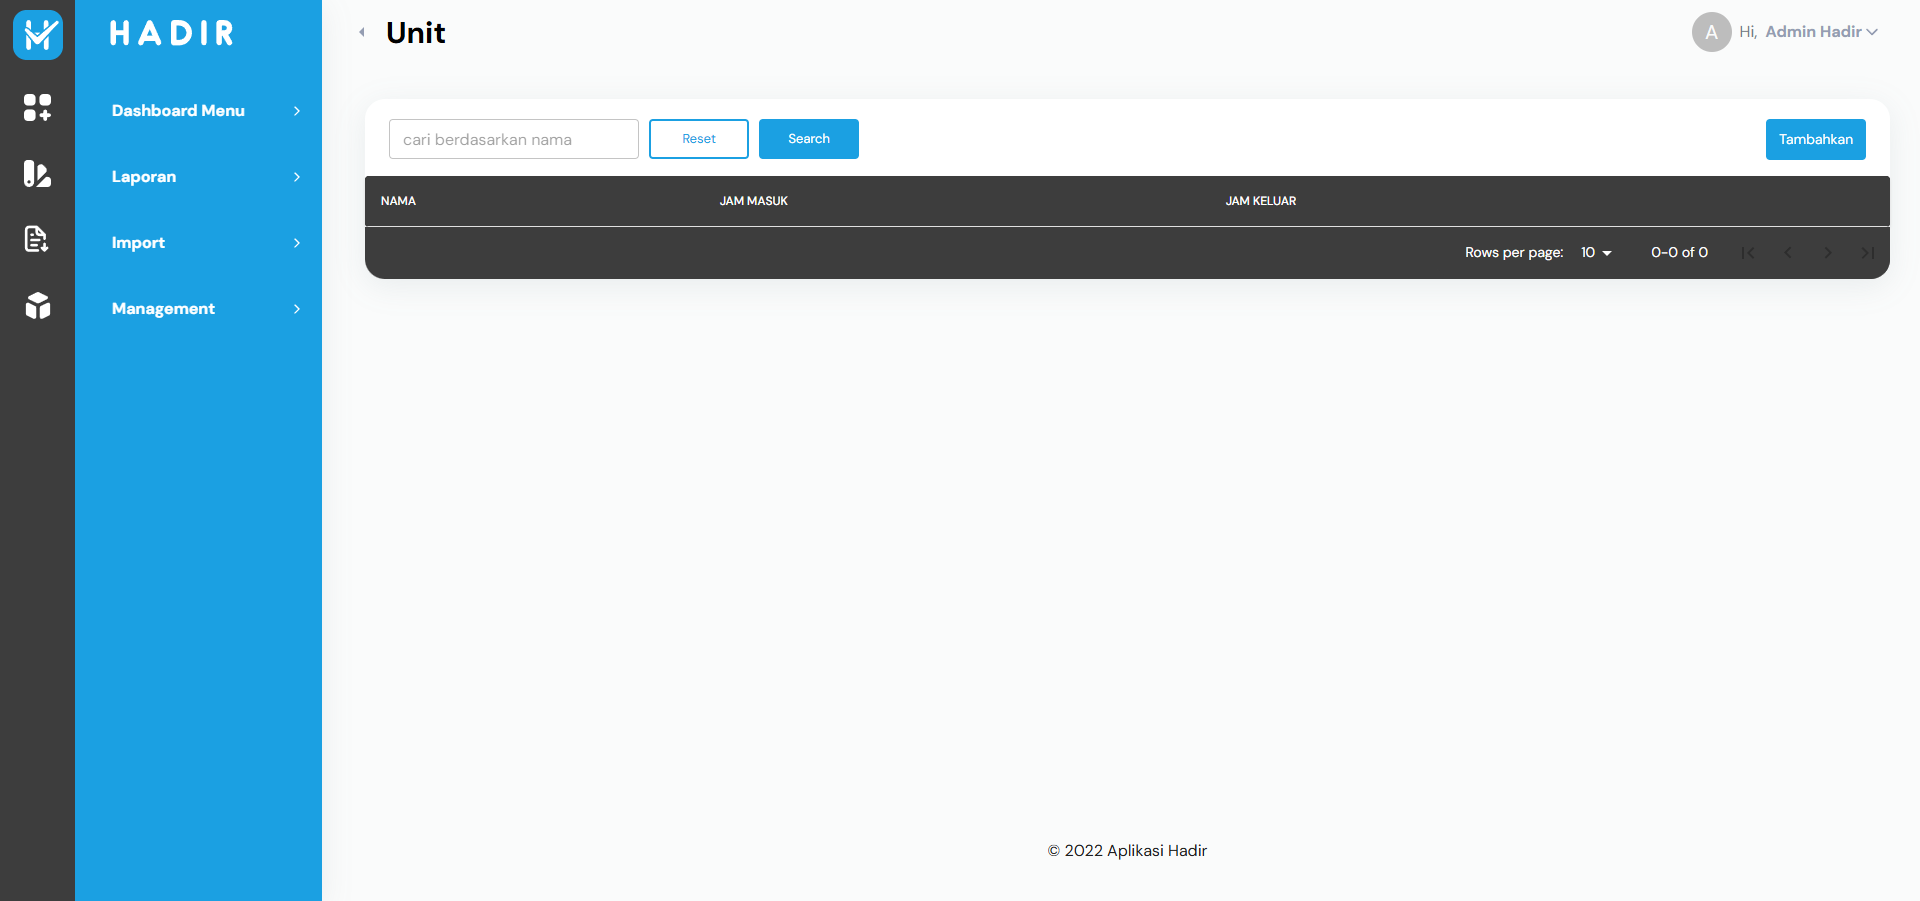 HADIR
Dashboard Menu
Laporan
Import
Management
Unit
A Hi, Admin Hadir
cari berdasarkan nama Reset Search Tambahkan
NAMA JAM MASUK JAM KELUAR
Rows per page: 10 0-0 of 0
© 2022 Aplikasi Hadir